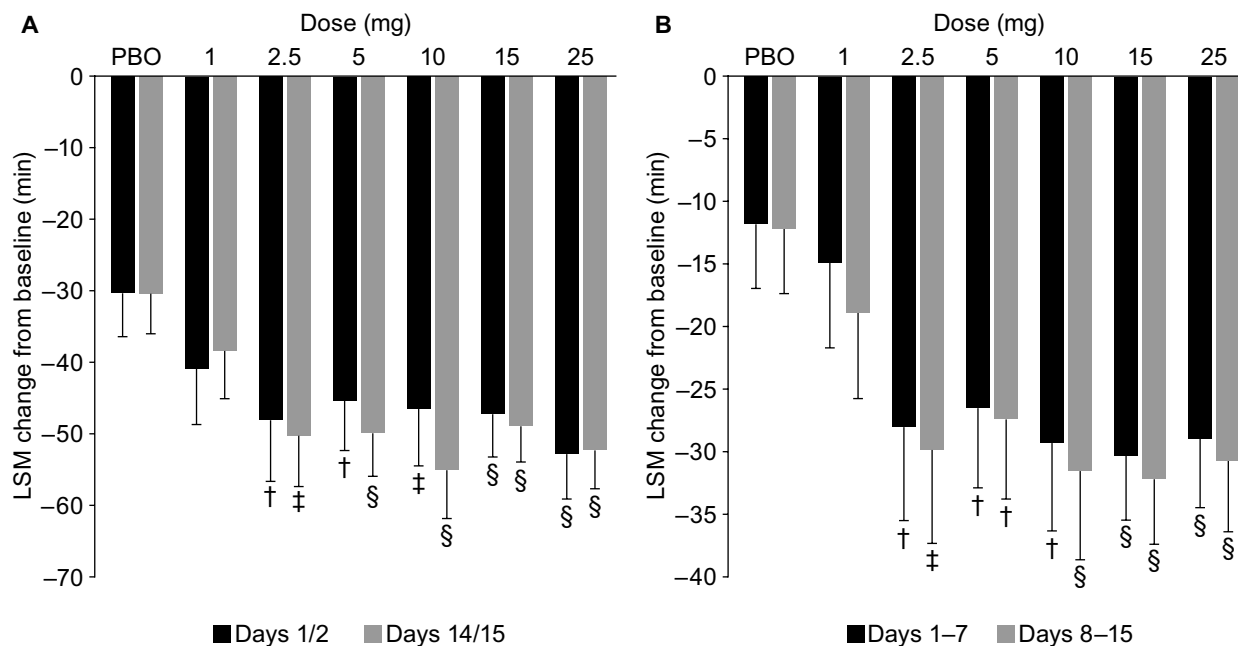 A
Dose (mg)
PBO 1 2.5 5 10 15 25
LSM change from baseline (min)
0
–10
–20
–30
–40
–50
–60
–70
† ‡ † § ‡ § § § § §
Days 1/2 Days 14/15
B
Dose (mg)
PBO 1 2.5 5 10 15 25
LSM change from baseline (min)
0
–5
–10
–15
–20
–25
–30
–35
–40
† ‡ † † † § § § § §
Days 1–7 Days 8–15